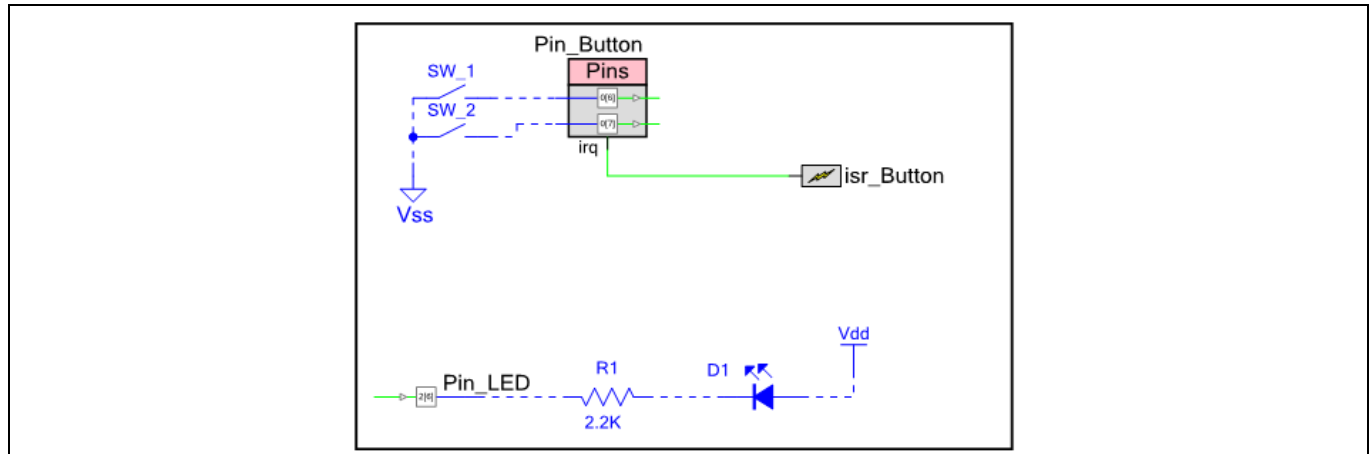 Pin_Button
Pins
SW_1
0[6]
SW_2
0[7]
irq
isr_Button
Vss
Vdd
R1
D1
Pin_LED
2[6]
2.2K